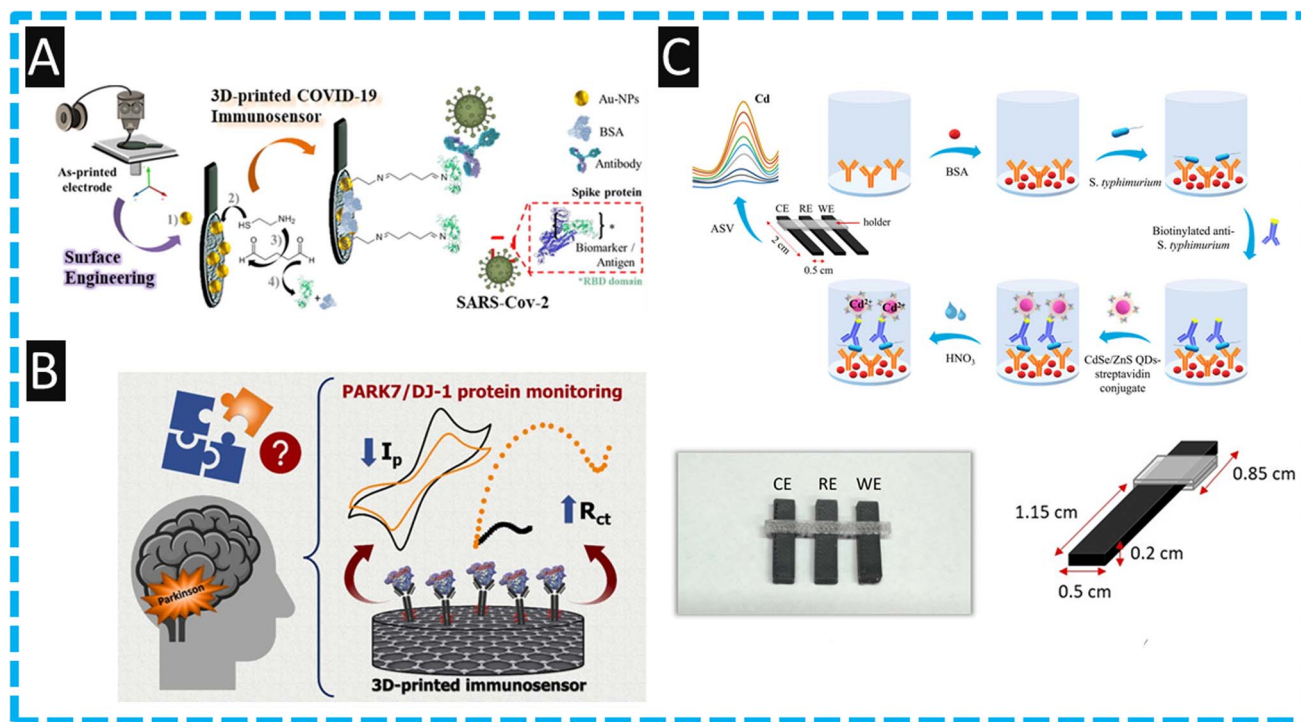 A
3D-printed COVID-19
Immunosensor
As-printed
electrode
Surface
Engineering
1)
2)
HS
NH₂
3)
O
O
H
H
4)
+
N
N
N
N
Au-NPs
BSA
Antibody
Spike protein
*
Biomarker /
Antigen
*RBD domain
SARS-Cov-2
B
?
Parkinson
PARK7/DJ-1 protein monitoring
Ip
Rct
3D-printed immunosensor
C
Cd
ASV
CE RE WE
holder
2 cm
0.5 cm
BSA
S. typhimurium
Biotinylated anti-
S. typhimurium
CdSe/ZnS QDs-
streptavidin
conjugate
HNO₃
Cd²⁺
Cd²⁺
CE RE WE
0.85 cm
1.15 cm
0.2 cm
0.5 cm